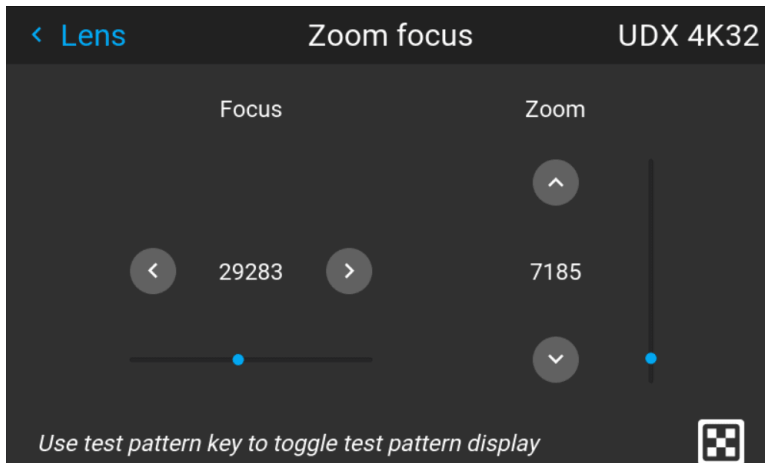 Lens Zoom focus UDX 4K32
Focus Zoom
29283 7185
Use test pattern key to toggle test pattern display